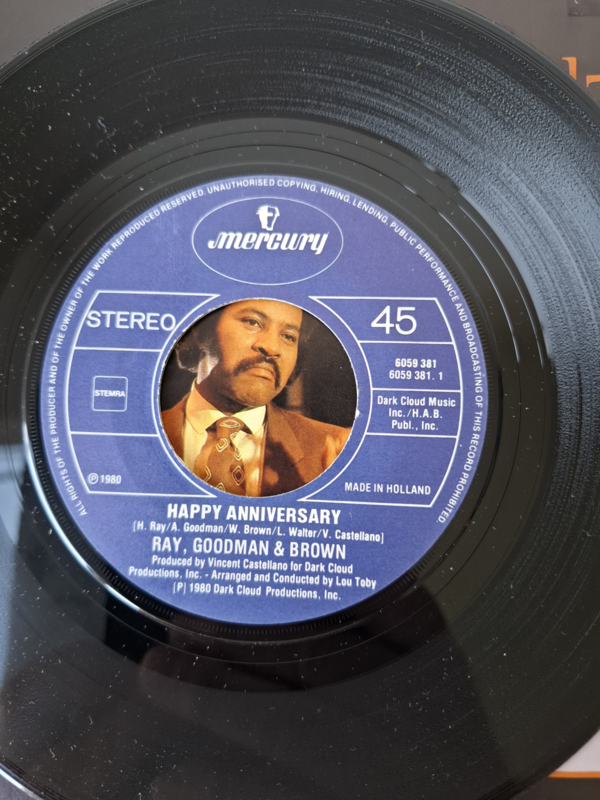 ALL RIGHTS OF THE PRODUCER AND OF THE OWNER OF THE WORK REPRODUCED RESERVED. UNAUTHORISED COPYING, HIRING, LENDING, PUBLIC PERFORMANCE AND BROADCASTING OF THIS RECORD PROHIBITED
mercury
STEREO
45
6059 381
6059 381. 1
STEMRA
Dark Cloud Music
Inc./H.A.B.
Publ., Inc.
℗ 1980
MADE IN HOLLAND
HAPPY ANNIVERSARY
[H. Ray/A. Goodman/W. Brown/L. Walter/V. Castellano]
RAY, GOODMAN & BROWN
Produced by Vincent Castellano for Dark Cloud
Productions, Inc. - Arranged and Conducted by Lou Toby
[P] 1980 Dark Cloud Productions, Inc.